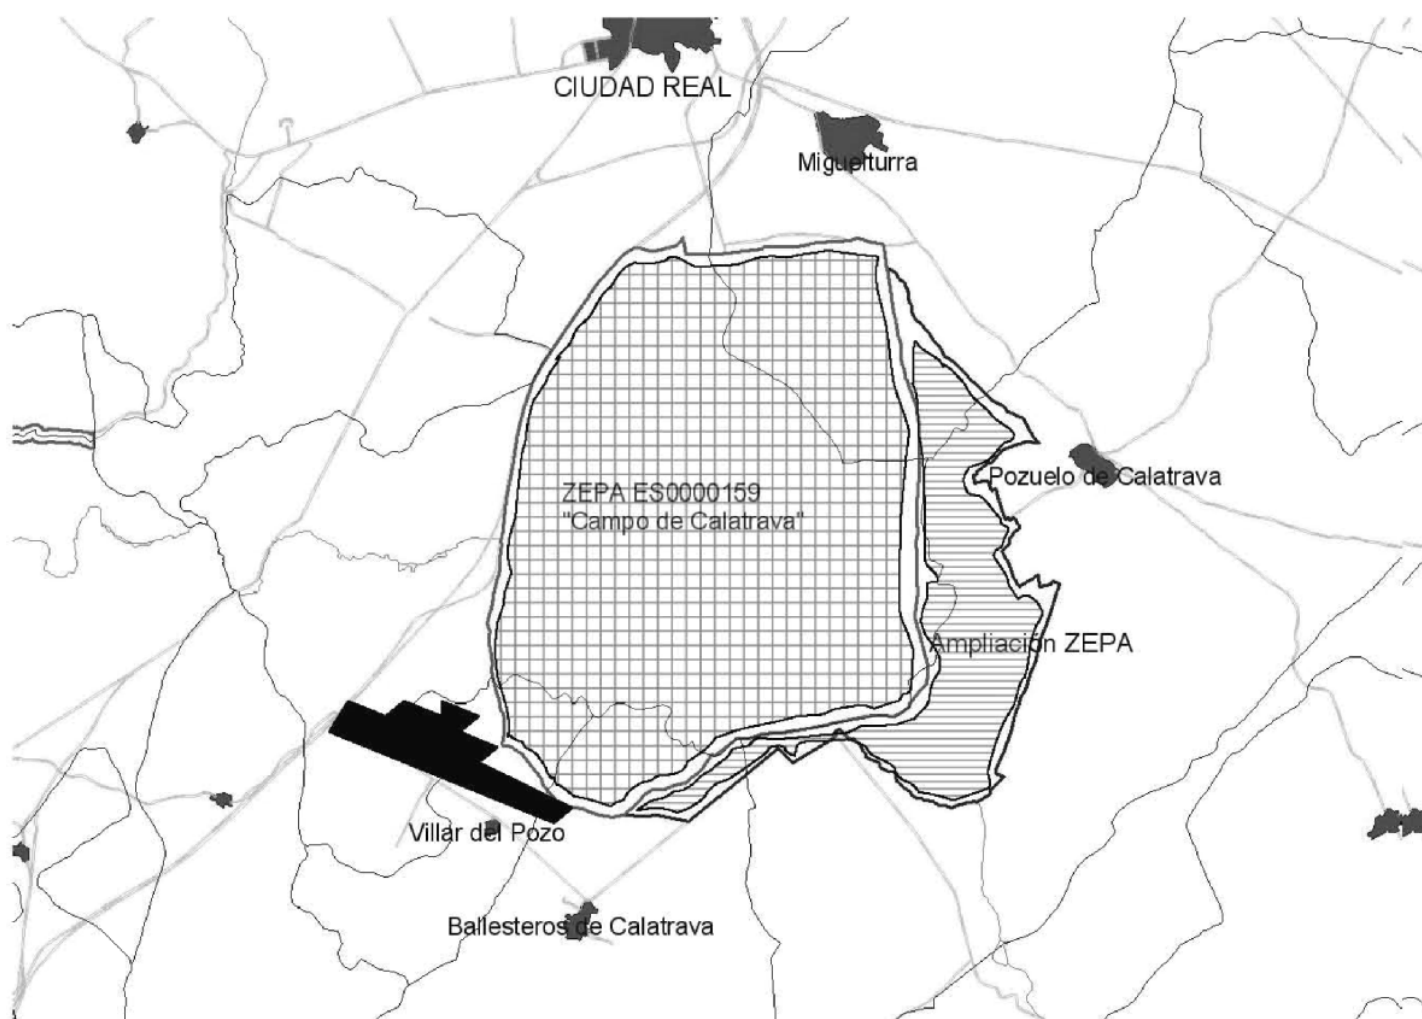 CIUDAD REAL
Miguelturra
Pozuelo de Calatrava
ZEPA ES0000159
"Campo de Calatrava"
Ampliación ZEPA
Villar del Pozo
Ballesteros de Calatrava